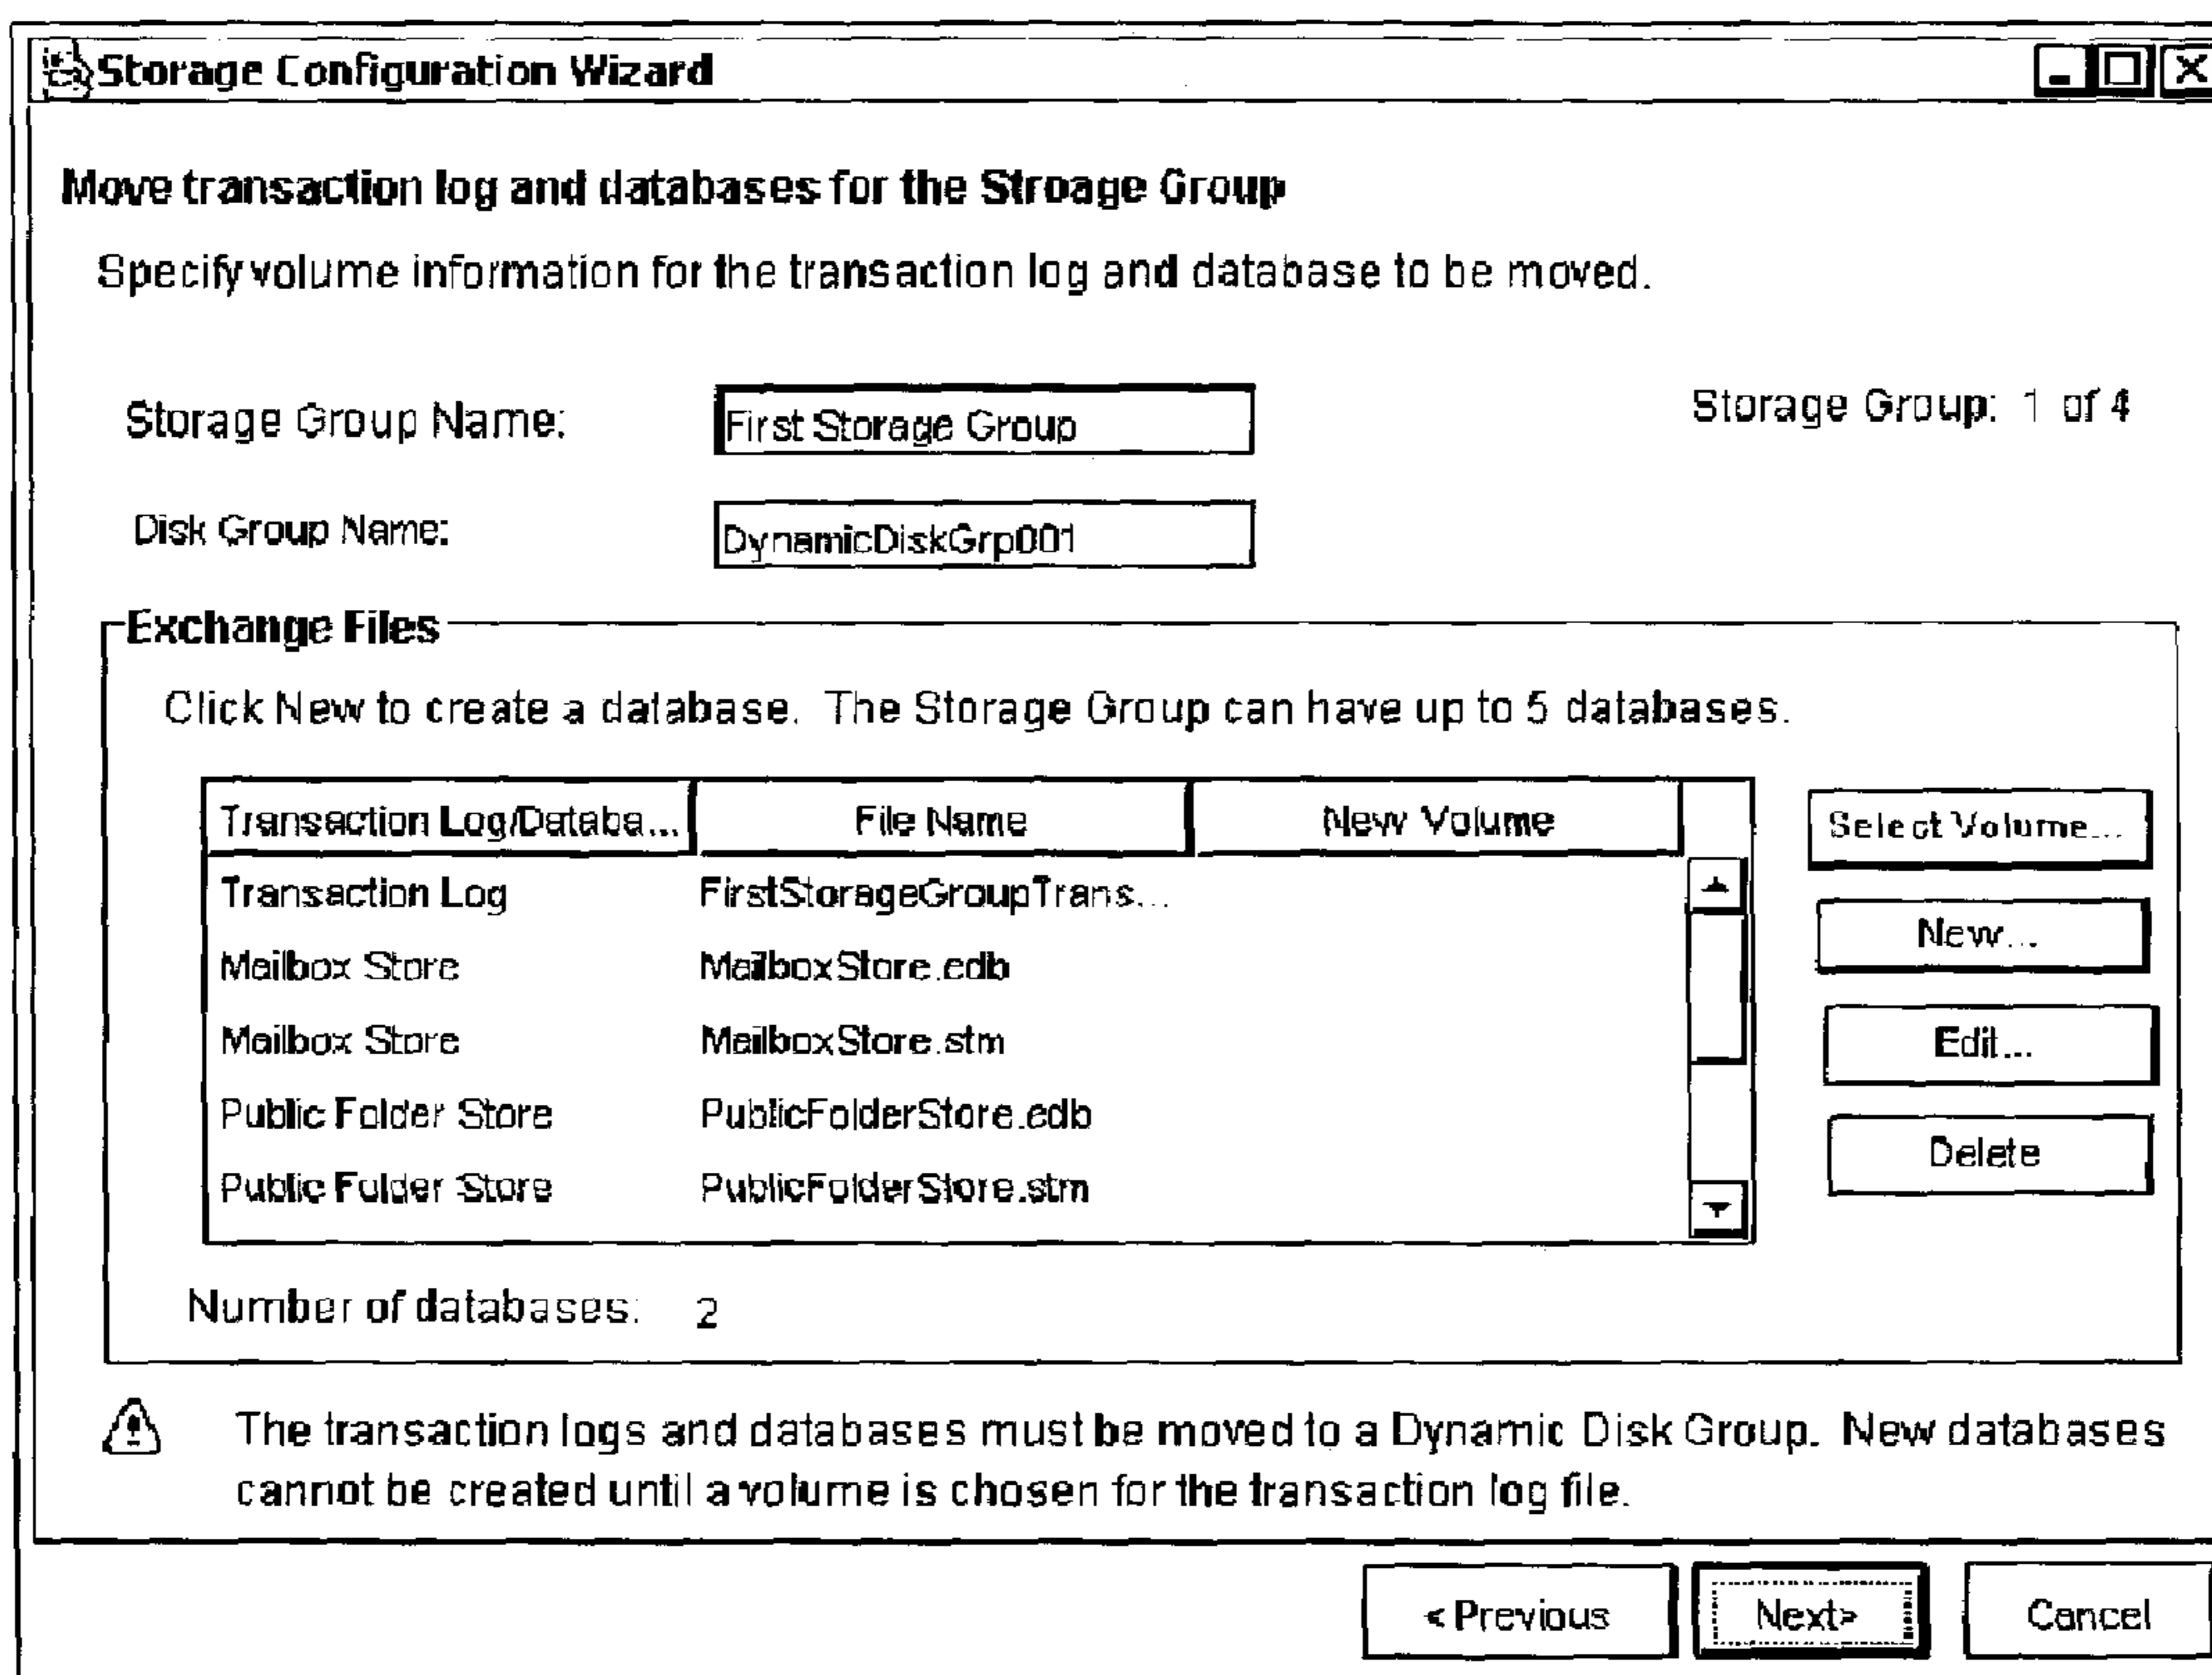 Storage Configuration Wizard
Move transaction log and databases for the Stroage Group
Specify volume information for the transaction log and database to be moved.
Storage Group Name: First Storage Group Storage Group: 1 of 4
Disk Group Name: DynamicDiskGrp001
Exchange Files
Click New to create a database. The Storage Group can have up to 5 databases.
Transaction Log/Databa... File Name New Volume Select Volume...
Transaction Log FirstStorageGroupTrans...
New...
Mailbox Store MailboxStore.edb
Mailbox Store MailboxStore.stm Edit...
Public Folder Store PublicFolderStore.edb
Delete
Public Folder Store PublicFolderStore.stm
Number of databases: 2
The transaction logs and databases must be moved to a Dynamic Disk Group. New databases
cannot be created until a volume is chosen for the transaction log file.
<Previous Next> Cancel